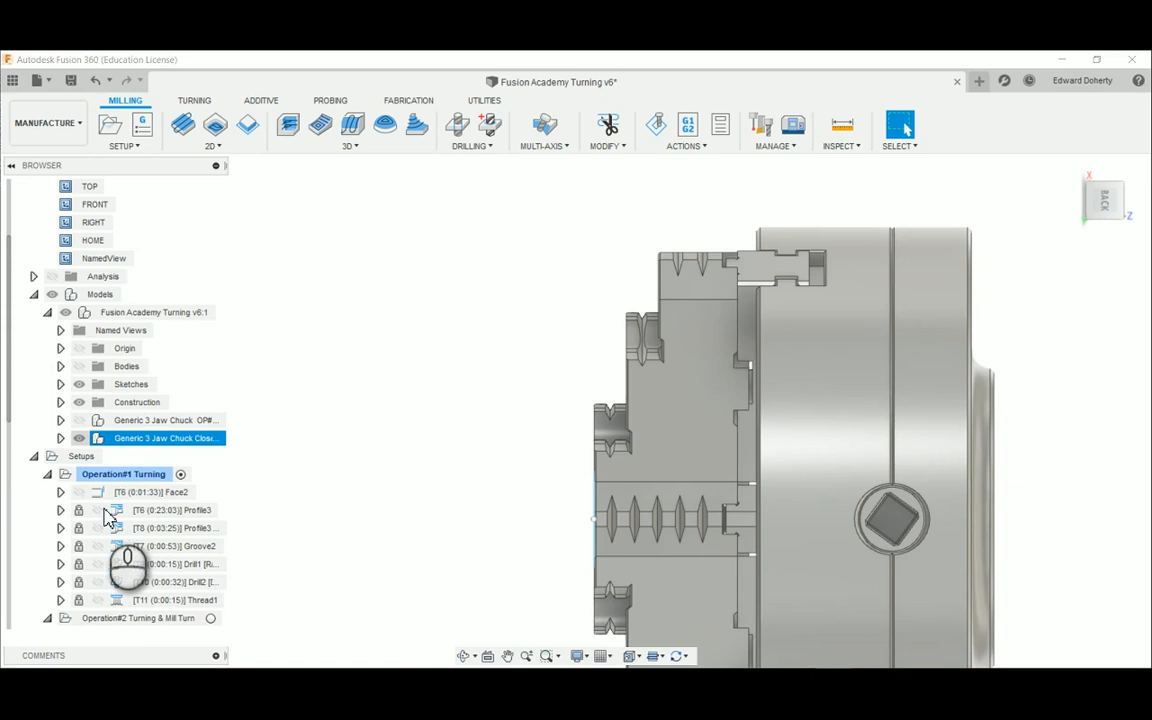 Autodesk Fusion 360 (Education License)
Fusion Academy Turning v6*
Edward Doherty
MANUFACTURE
MILLING TURNING ADDITIVE PROBING FABRICATION UTILITIES
G
G1
G2
SETUP 2D 3D DRILLING MULTI-AXIS MODIFY ACTIONS MANAGE INSPECT SELECT
BROWSER
TOP
FRONT
RIGHT
HOME
NamedView
Analysis
Models
Fusion Academy Turning v6:1
Named Views
Origin
Bodies
Sketches
Construction
Generic 3 Jaw Chuck OP#...
Generic 3 Jaw Chuck Close...
Setups
Operation#1 Turning
[T6 (0:01:33)] Face2
[T6 (0:23:03)] Profile3
[T8 (0:03:25)] Profile3 ...
(0:00:53)] Groove2
(0:00:15)] Drill1 [R...
(0:00:32)] Drill2 [...
[T11 (0:00:15)] Thread1
Operation#2 Turning & Mill Turn
COMMENTS
X
BACK
Z